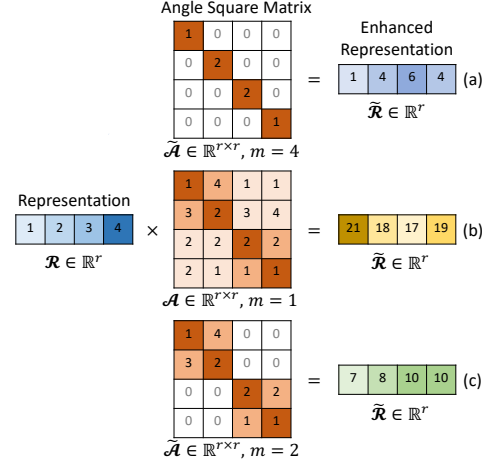 Angle Square Matrix
Enhanced Representation
1 0 0 0
0 2 0 0
0 0 2 0
0 0 0 1
=
1 4 6 4 (a)
𝓐̃ ∈ ℝ^{r×r}, m = 4
𝓡̃ ∈ ℝ^r
Representation
1 2 3 4
𝓡 ∈ ℝ^r
×
1 4 1 1
3 2 3 4
2 2 2 2
2 1 1 1
=
21 18 17 19 (b)
𝓐 ∈ ℝ^{r×r}, m = 1
𝓡̃ ∈ ℝ^r
1 4 0 0
3 2 0 0
0 0 2 2
0 0 1 1
=
7 8 10 10 (c)
𝓐̃ ∈ ℝ^{r×r}, m = 2
𝓡̃ ∈ ℝ^r